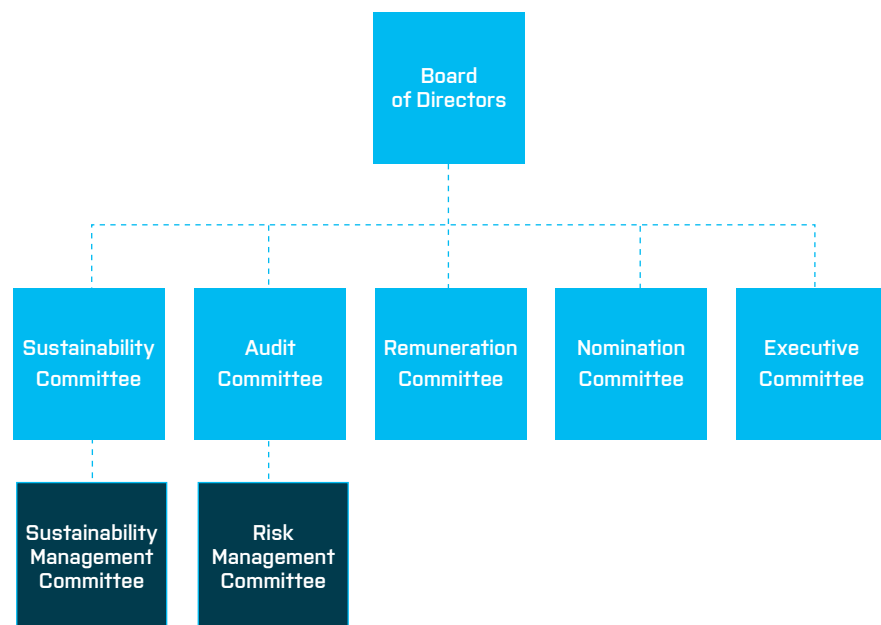 Board
of Directors
Sustainability
Committee
Audit
Committee
Remuneration
Committee
Nomination
Committee
Executive
Committee
Sustainability
Management
Committee
Risk
Management
Committee